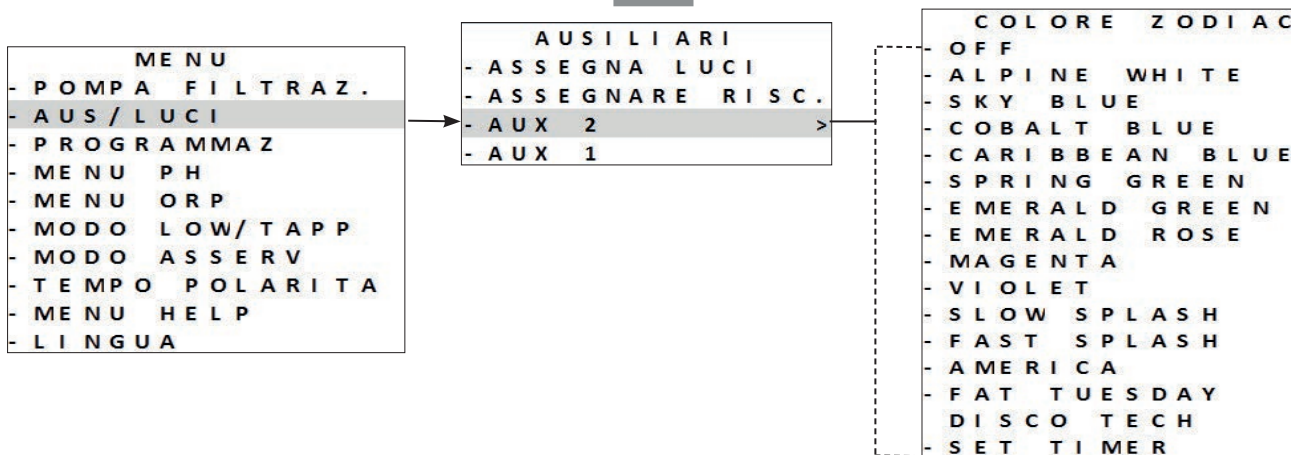 MENU
- POMPA FILTRAZ.
- AUS/LUCI
- PROGRAMMAZ
- MENU PH
- MENU ORP
- MODO LOW/TAPP
- MODO ASSERV
- TEMPO POLARITA
- MENU HELP
- LINGUA
AUSILIARI
- ASSEGNA LUCI
- ASSEGNARE RISC.
- AUX 2 >
- AUX 1
COLORE ZODIAC
- OFF
- ALPINE WHITE
- SKY BLUE
- COBALT BLUE
- CARIBBEAN BLUE
- SPRING GREEN
- EMERALD GREEN
- EMERALD ROSE
- MAGENTA
- VIOLET
- SLOW SPLASH
- FAST SPLASH
- AMERICA
- FAT TUESDAY
DISCO TECH
- SET TIMER